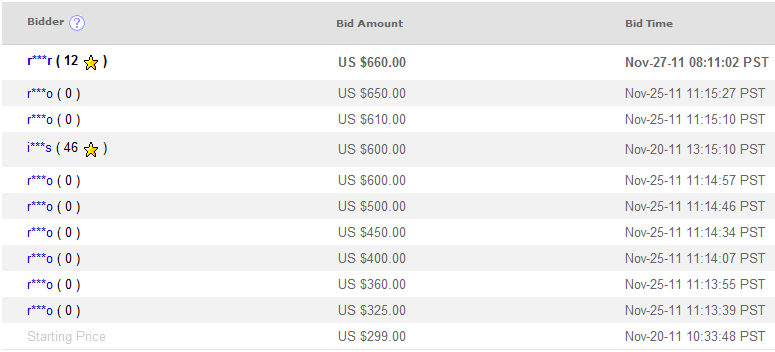 Bidder ? Bid Amount Bid Time
r***r ( 12 ) US $660.00 Nov-27-11 08:11:02 PST
r***o ( 0 ) US $650.00 Nov-25-11 11:15:27 PST
r***o ( 0 ) US $610.00 Nov-25-11 11:15:10 PST
i***s ( 46 ) US $600.00 Nov-20-11 13:15:10 PST
r***o ( 0 ) US $600.00 Nov-25-11 11:14:57 PST
r***o ( 0 ) US $500.00 Nov-25-11 11:14:46 PST
r***o ( 0 ) US $450.00 Nov-25-11 11:14:34 PST
r***o ( 0 ) US $400.00 Nov-25-11 11:14:07 PST
r***o ( 0 ) US $360.00 Nov-25-11 11:13:55 PST
r***o ( 0 ) US $325.00 Nov-25-11 11:13:39 PST
Starting Price US $299.00 Nov-20-11 10:33:48 PST